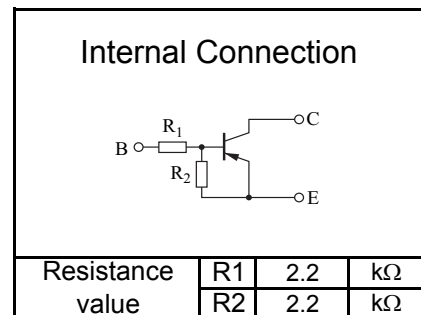 Internal Connection
C
R1
B
R2
E
Resistance value R1 2.2 kΩ
R2 2.2 kΩ